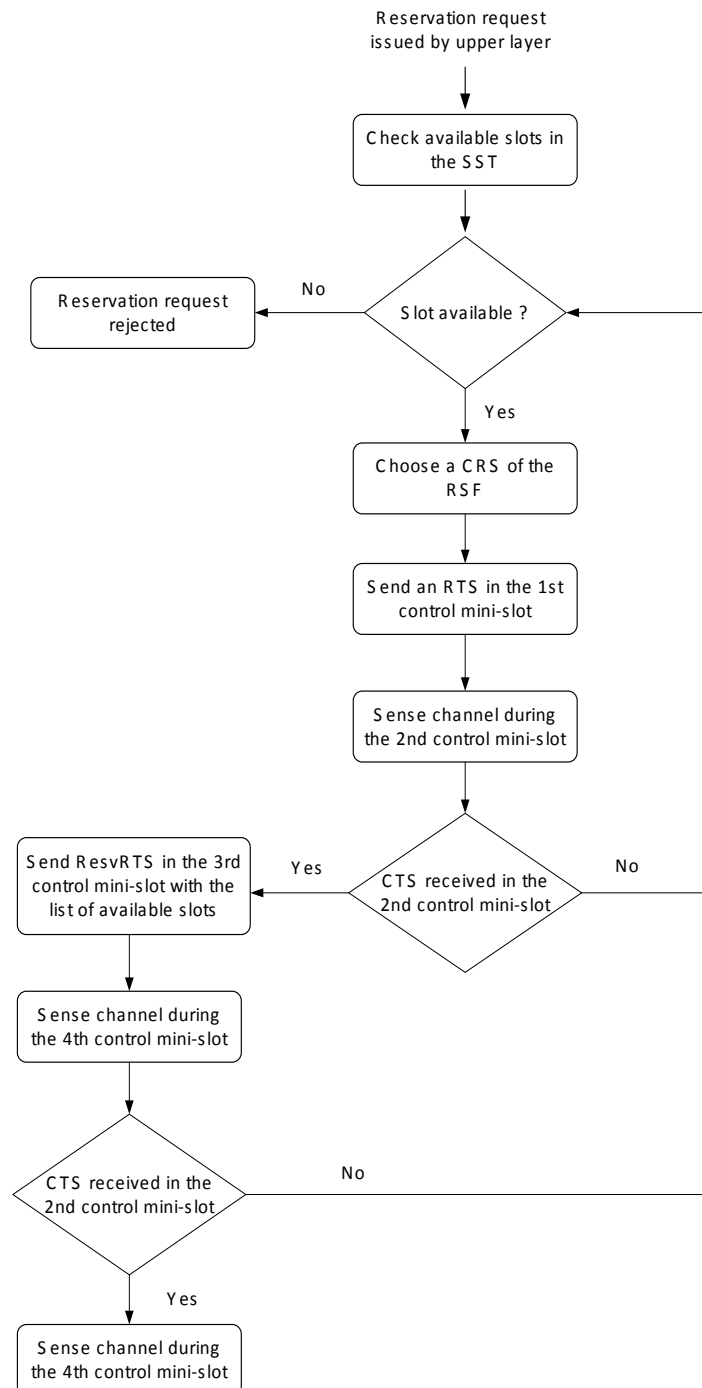 Reservation request
issued by upper layer
Check available slots in
the SST
Slot available ?
No
Reservation request
rejected
Yes
Choose a CRS of the
RSF
Send an RTS in the 1st
control mini-slot
Sense channel during
the 2nd control mini-slot
CTS received in the
2nd control mini-slot
Yes
No
Send ResvRTS in the 3rd
control mini-slot with the
list of available slots
Sense channel during
the 4th control mini-slot
CTS received in the
2nd control mini-slot
No
Yes
Sense channel during
the 4th control mini-slot